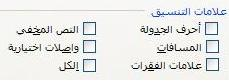 علامات التنسيق
أحرف الجدولة
النص المخفي
المسافات
واصلات اختيارية
علامات الفقرات
الكل